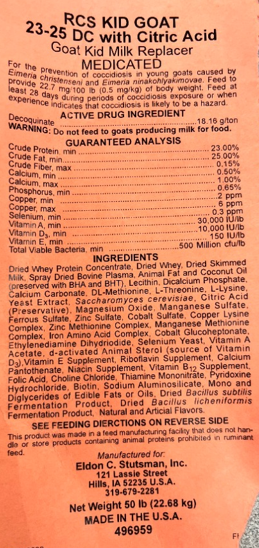 RCS KID GOAT
23-25 DC with Citric Acid
Goat Kid Milk Replacer
MEDICATED
For the prevention of coccidiosis in young goats caused by
Eimeria christenseni and Eimeria ninakohlyakimovae. Feed to
provide 22.7 mg/100 lb (0.5 mg/kg) of body weight. Feed at
least 28 days during periods of coccidiosis exposure or when
experience indicates that coccidiosis is likely to be a hazard.
ACTIVE DRUG INGREDIENT
Decoquinate 18.16 g/ton
WARNING: Do not feed to goats producing milk for food.
GUARANTEED ANALYSIS
Crude Protein, min 23.00%
Crude Fat, min 25.00%
Crude Fiber, max 0.15%
Calcium, min 0.50%
Calcium, max 1.00%
Phosphorus, min 0.65%
Copper, min 2 ppm
Copper, max 6 ppm
Selenium, min 0.3 ppm
Vitamin A, min 30,000 IU/lb
Vitamin D3, min 10,000 IU/lb
Vitamin E, min 150 IU/lb
Total Viable Bacteria, min 500 Million cfu/lb
INGREDIENTS
Dried Whey Protein Concentrate, Dried Whey, Dried Skimmed
Milk, Spray Dried Bovine Plasma, Animal Fat and Coconut Oil
(preserved with BHA and BHT), Lecithin, Dicalcium Phosphate,
Calcium Carbonate, DL-Methionine, L-Threonine, L-Lysine,
Yeast Extract, Saccharomyces cerevisiae, Citric Acid
(Preservative), Magnesium Oxide, Manganese Sulfate,
Ferrous Sulfate, Zinc Sulfate, Cobalt Sulfate, Copper Lysine
Complex, Zinc Methionine Complex, Manganese Methionine
Complex, Iron Amino Acid Complex, Cobalt Glucoheptonate,
Ethylenediamine Dihydriodide, Selenium Yeast, Vitamin A
Acetate, d-activated Animal Sterol (source of Vitamin
D3) Vitamin E Supplement, Riboflavin Supplement, Calcium
Pantothenate, Niacin Supplement, Vitamin B12 Supplement,
Folic Acid, Choline Chloride, Thiamine Mononitrate, Pyridoxine
Hydrochloride, Biotin, Sodium Aluminosilicate, Mono and
Diglycerides of Edible Fats or Oils, Dried Bacillus subtilis
Fermentation Product, Dried Bacillus licheniformis
Fermentation Product, Natural and Articial Flavors.
SEE FEEDING DIERCTIONS ON REVERSE SIDE
This product was made in a feed manufacturing facility that does not han-
dle or store products containing animal proteins prohibited in ruminant
feed.
Manufactured for:
Eldon C. Stutsman, Inc.
121 Lassie Street
Hills, IA 52235 U.S.A.
319-679-2281
Net Weight 50 lb (22.68 kg)
MADE IN THE U.S.A.
496959